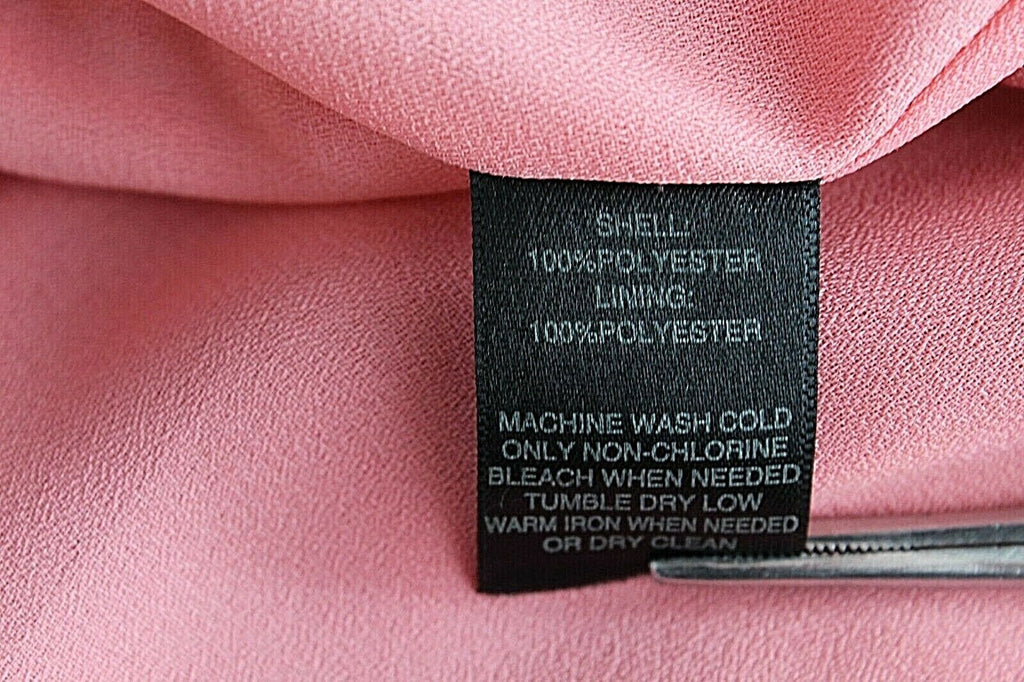 SHELL:
100%POLYESTER
LINING:
100%POLYESTER
MACHINE WASH COLD
ONLY NON-CHLORINE
BLEACH WHEN NEEDED
TUMBLE DRY LOW
WARM IRON WHEN NEEDED
OR DRY CLEAN